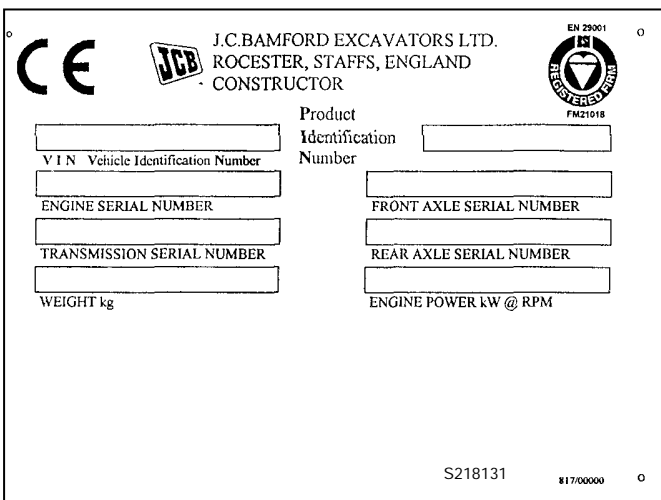 CE
JCB
J.C.BAMFORD EXCAVATORS LTD.
ROCESTER, STAFFS, ENGLAND
CONSTRUCTOR
EN 29001
BSI
REGISTERED FIRM
FM21018
Product
Identification
Number
V I N Vehicle Identification Number
ENGINE SERIAL NUMBER
FRONT AXLE SERIAL NUMBER
TRANSMISSION SERIAL NUMBER
REAR AXLE SERIAL NUMBER
WEIGHT kg
ENGINE POWER kW @ RPM
S218131
817/00000